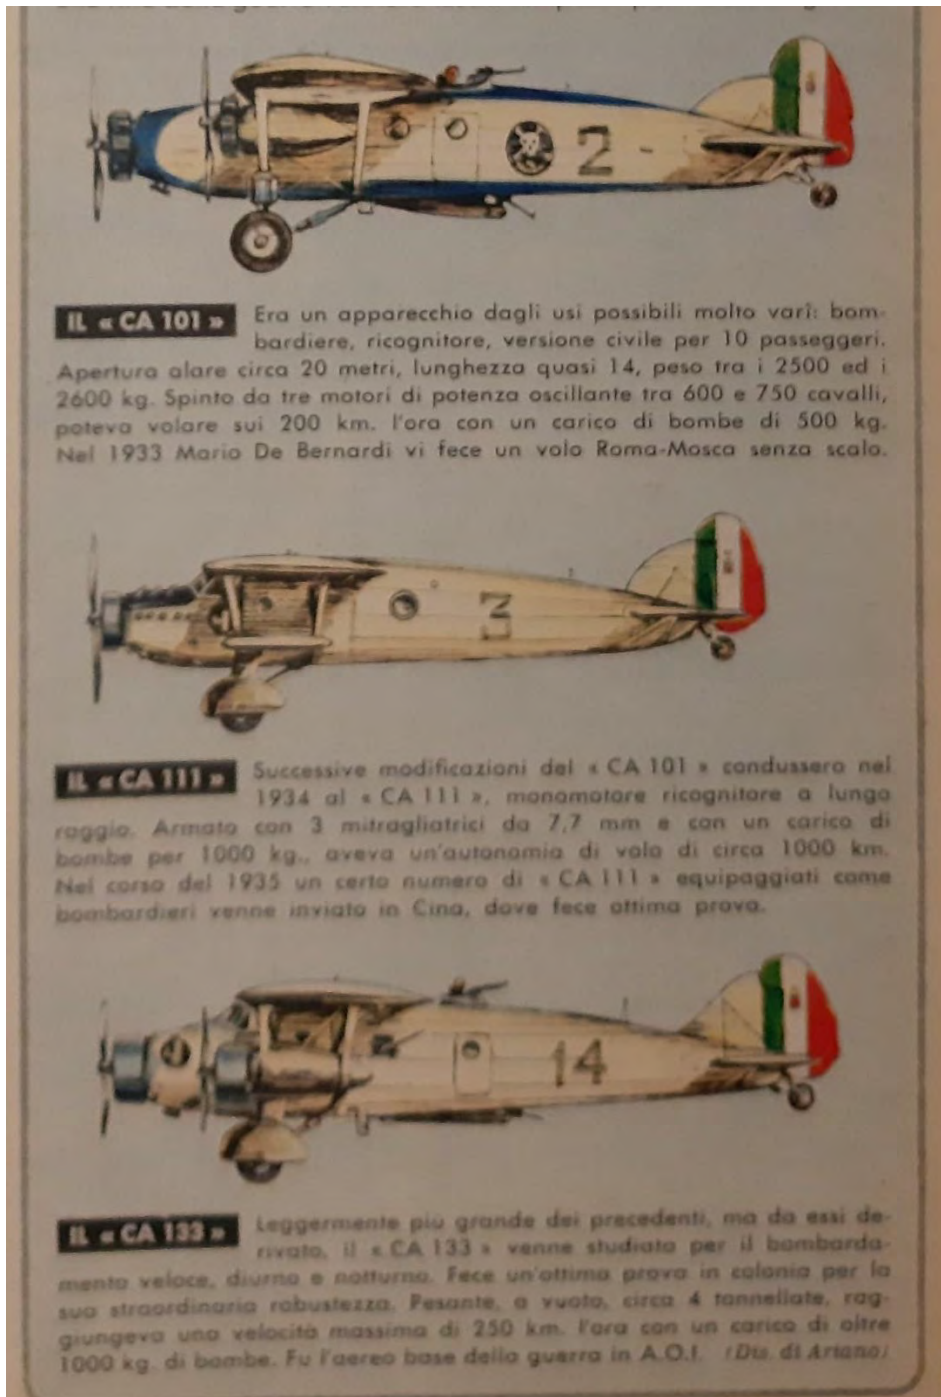 2
IL « CA 101 » Era un apparecchio dagli usi possibili molto vari: bom-
bardiere, ricognitore, versione civile per 10 passeggeri.
Apertura alare circa 20 metri, lunghezza quasi 14, peso tra i 2500 ed i
2600 kg. Spinto da tre motori di potenza oscillante tra 600 e 750 cavalli,
poteva volare sui 200 km. l'ora con un carico di bombe di 500 kg.
Nel 1933 Mario De Bernardi vi fece un volo Roma-Mosca senza scalo.
3
IL « CA 111 » Successive modificazioni del « CA 101 » condussero nel
1934 al « CA 111 », monomotore ricognitore a lungo
raggio. Armato con 3 mitragliatrici da 7,7 mm e con un carico di
bombe per 1000 kg., aveva un'autonomia di volo di circa 1000 km.
Nel corso del 1935 un certo numero di « CA 111 » equipaggiati come
bombardieri venne inviato in Cina, dove fece ottima prova.
14
IL « CA 133 » Leggermente più grande dei precedenti, ma da essi de-
rivato, il « CA 133 » venne studiato per il bombarda-
mento veloce, diurno e notturno. Fece un'ottima prova in colonia per la
sua straordinaria robustezza. Pesante, a vuoto, circa 4 tonnellate, rag-
giungeva una velocità massima di 250 km. l'ora con un carico di oltre
1000 kg. di bombe. Fu l'aereo base della guerra in A.O.I. (Dis. di Ariano)